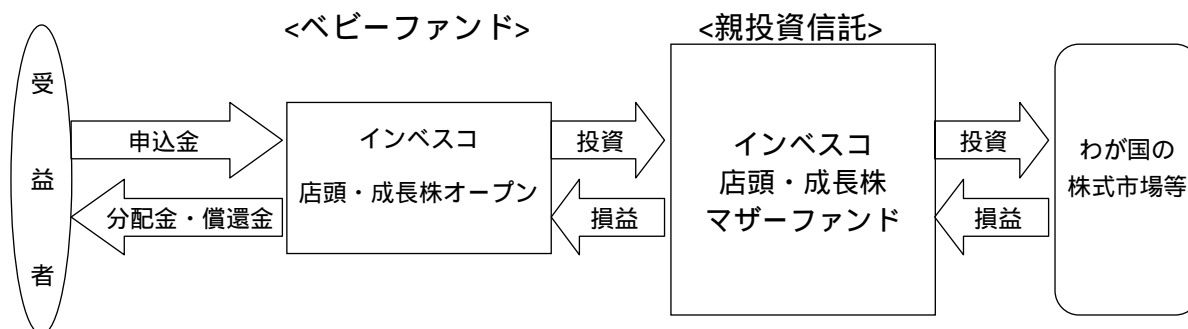 <ベビーファンド>
<親投資信託>
受益者
申込金
分配金・償還金
インベスコ
店頭・成長株オープン
投資
損益
インベスコ
店頭・成長株
マザーファンド
投資
損益
わが国の
株式市場等